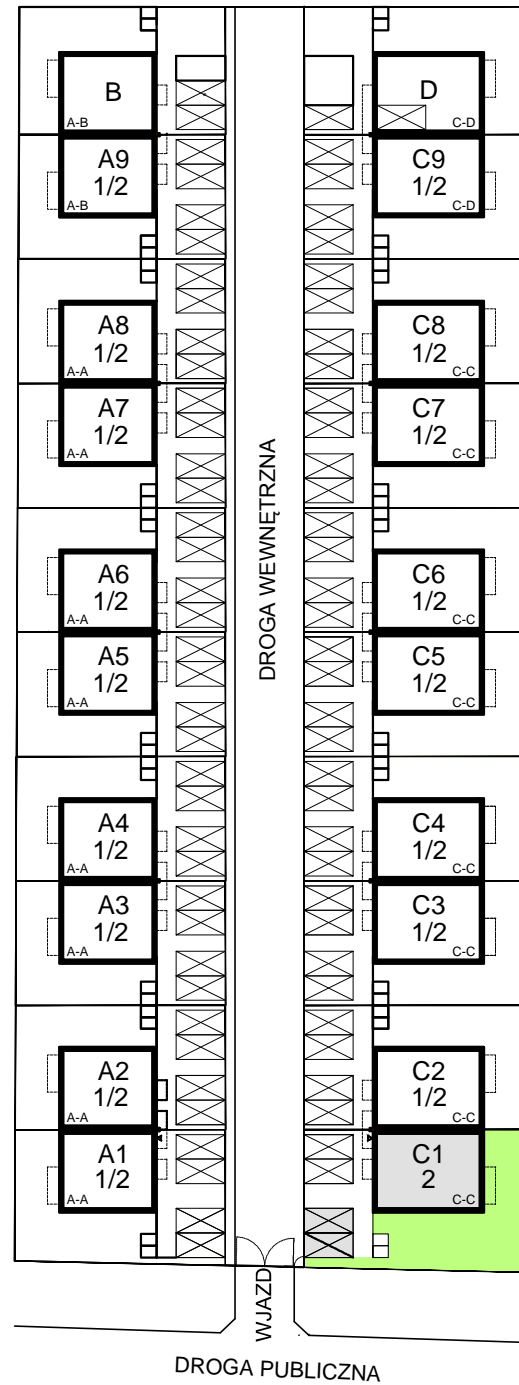 B
A-B
D
C-D
A9
1/2
A-B
C9
1/2
C-D
A8
1/2
A-A
C8
1/2
C-C
A7
1/2
A-A
C7
1/2
C-C
DROGA WEWNĘTRZNA
A6
1/2
A-A
C6
1/2
C-C
A5
1/2
A-A
C5
1/2
C-C
A4
1/2
A-A
C4
1/2
C-C
A3
1/2
A-A
C3
1/2
C-C
A2
1/2
A-A
C2
1/2
C-C
A1
1/2
A-A
C1
2
C-C
WJAZD
DROGA PUBLICZNA